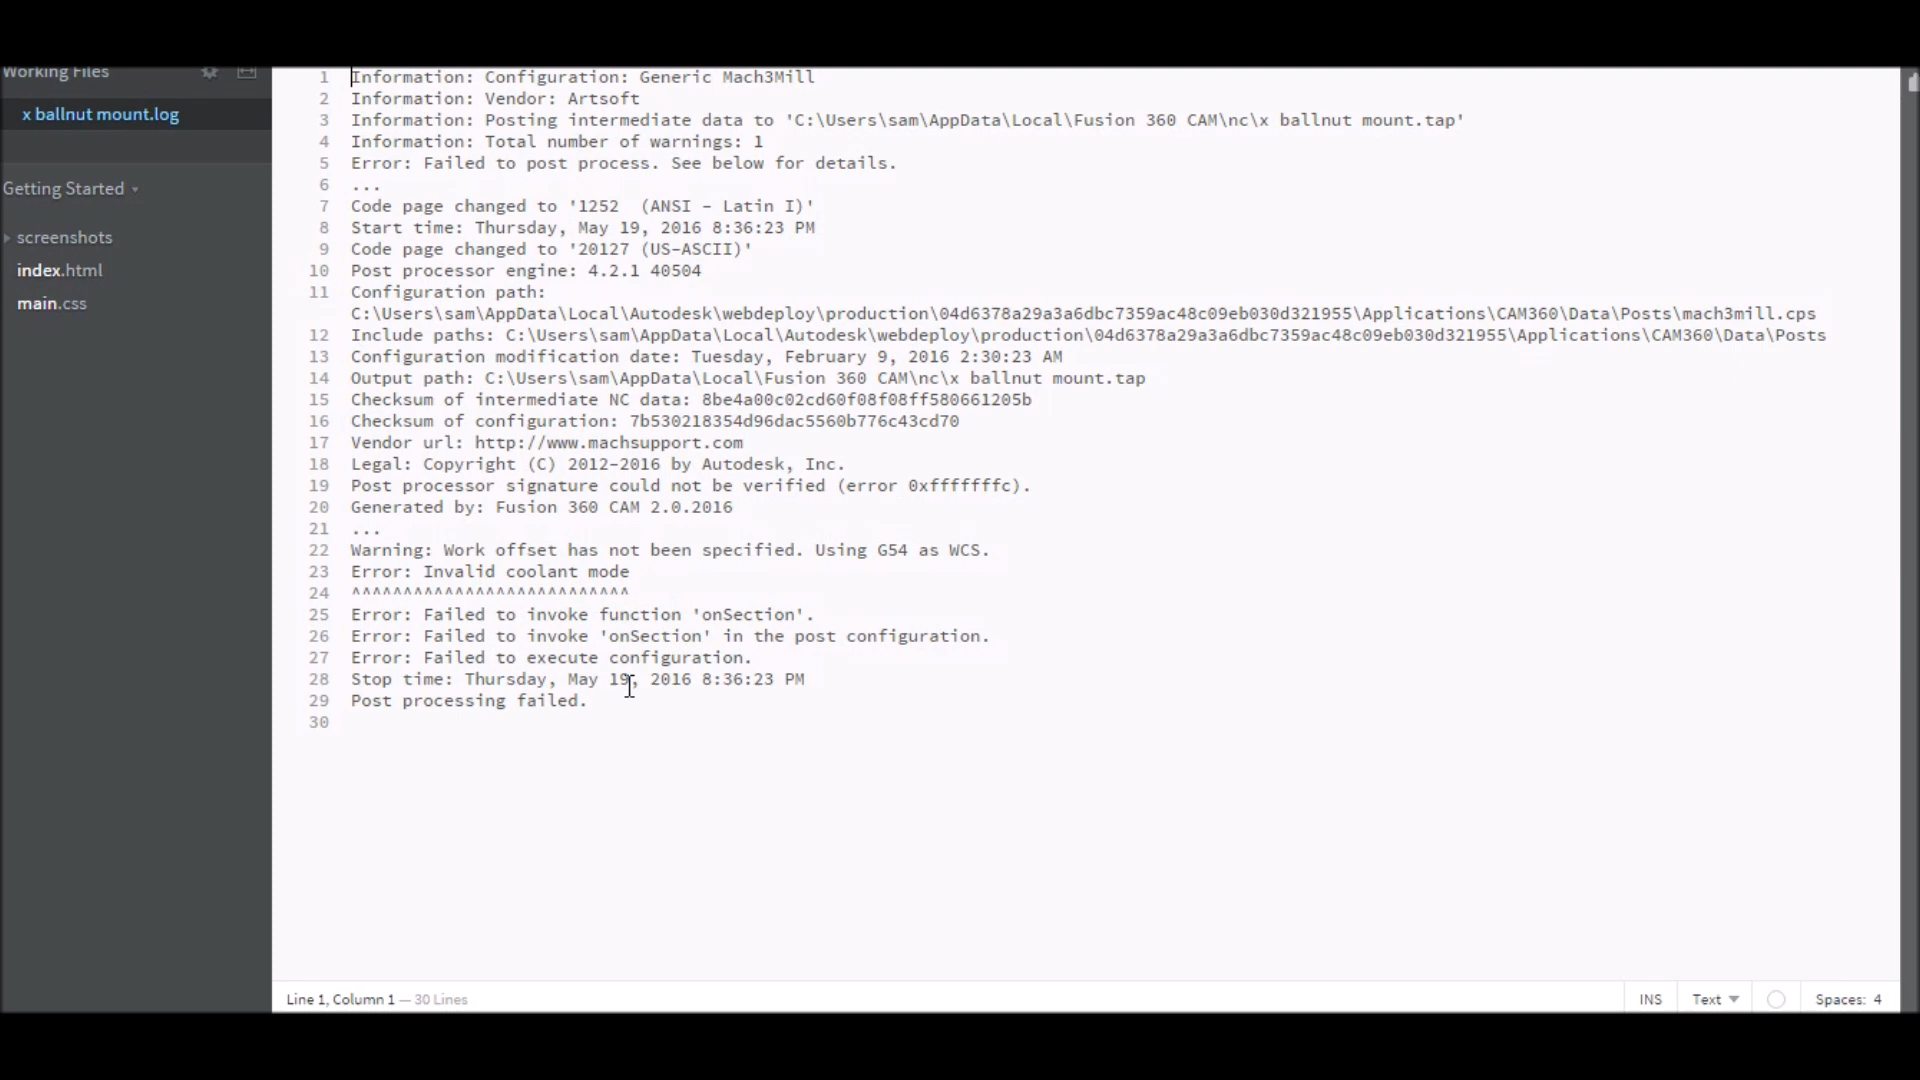 Working Files
x ballnut mount.log
Getting Started
screenshots
index.html
main.css
1 Information: Configuration: Generic Mach3Mill
2 Information: Vendor: Artsoft
3 Information: Posting intermediate data to 'C:\Users\sam\AppData\Local\Fusion 360 CAM\nc\x ballnut mount.tap'
4 Information: Total number of warnings: 1
5 Error: Failed to post process. See below for details.
6 ...
7 Code page changed to '1252  (ANSI - Latin I)'
8 Start time: Thursday, May 19, 2016 8:36:23 PM
9 Code page changed to '20127 (US-ASCII)'
10 Post processor engine: 4.2.1 40504
11 Configuration path:
C:\Users\sam\AppData\Local\Autodesk\webdeploy\production\04d6378a29a3a6dbc7359ac48c09eb030d321955\Applications\CAM360\Data\Posts\mach3mill.cps
12 Include paths: C:\Users\sam\AppData\Local\Autodesk\webdeploy\production\04d6378a29a3a6dbc7359ac48c09eb030d321955\Applications\CAM360\Data\Posts
13 Configuration modification date: Tuesday, February 9, 2016 2:30:23 AM
14 Output path: C:\Users\sam\AppData\Local\Fusion 360 CAM\nc\x ballnut mount.tap
15 Checksum of intermediate NC data: 8be4a00c02cd60f08f08ff580661205b
16 Checksum of configuration: 7b530218354d96dac5560b776c43cd70
17 Vendor url: http://www.machsupport.com
18 Legal: Copyright (C) 2012-2016 by Autodesk, Inc.
19 Post processor signature could not be verified (error 0xfffffffc).
20 Generated by: Fusion 360 CAM 2.0.2016
21 ...
22 Warning: Work offset has not been specified. Using G54 as WCS.
23 Error: Invalid coolant mode
24 ^^^^^^^^^^^^^^^^^^^^^^^^^^^
25 Error: Failed to invoke function 'onSection'.
26 Error: Failed to invoke 'onSection' in the post configuration.
27 Error: Failed to execute configuration.
28 Stop time: Thursday, May 19, 2016 8:36:23 PM
29 Post processing failed.
30
Line 1, Column 1 — 30 Lines
INS
Text
Spaces: 4